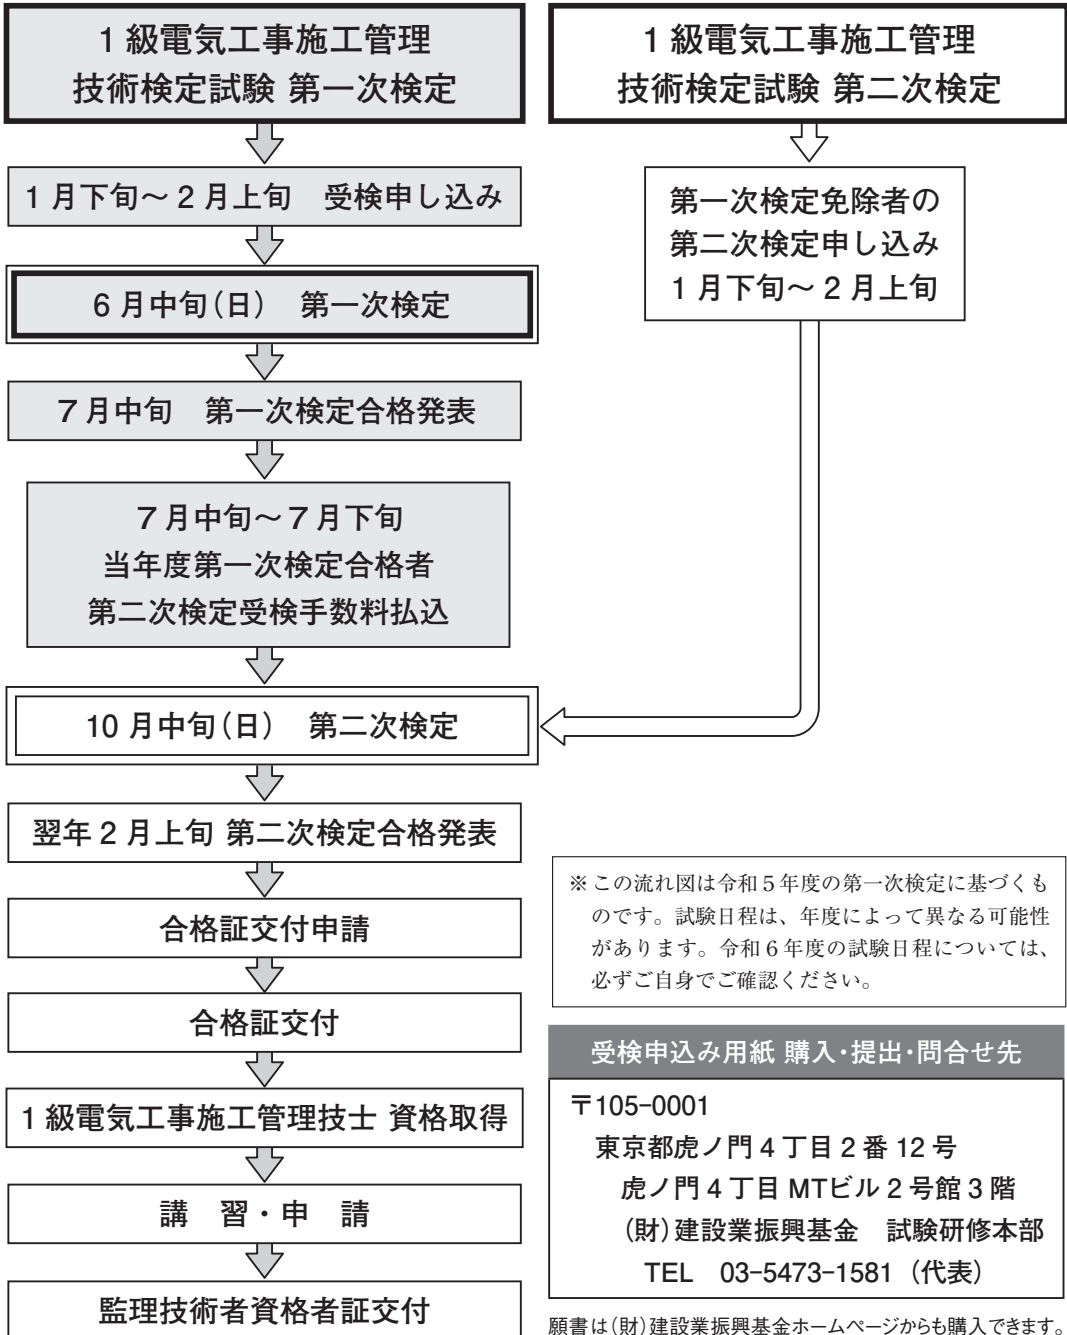 1級電気工事施工管理
技術検定試験 第一次検定
1月下旬～2月上旬　受検申し込み
6月中旬(日)　第一次検定
7月中旬　第一次検定合格発表
7月中旬～7月下旬
当年度第一次検定合格者
第二次検定受検手数料払込
10月中旬(日)　第二次検定
翌年2月上旬 第二次検定合格発表
合格証交付申請
合格証交付
1級電気工事施工管理技士 資格取得
講　習・申　請
監理技術者資格者証交付
1級電気工事施工管理
技術検定試験 第二次検定
第一次検定免除者の
第二次検定申し込み
1月下旬～2月上旬
※この流れ図は令和5年度の第一次検定に基づくも
のです。試験日程は、年度によって異なる可能性
があります。令和6年度の試験日程については、
必ずご自身でご確認ください。
受検申込み用紙 購入・提出・問合せ先
〒105-0001
東京都虎ノ門4丁目2番12号
虎ノ門4丁目MTビル2号館3階
(財)建設業振興基金　試験研修本部
TEL　03-5473-1581（代表）
願書は(財)建設業振興基金ホームページからも購入できます。